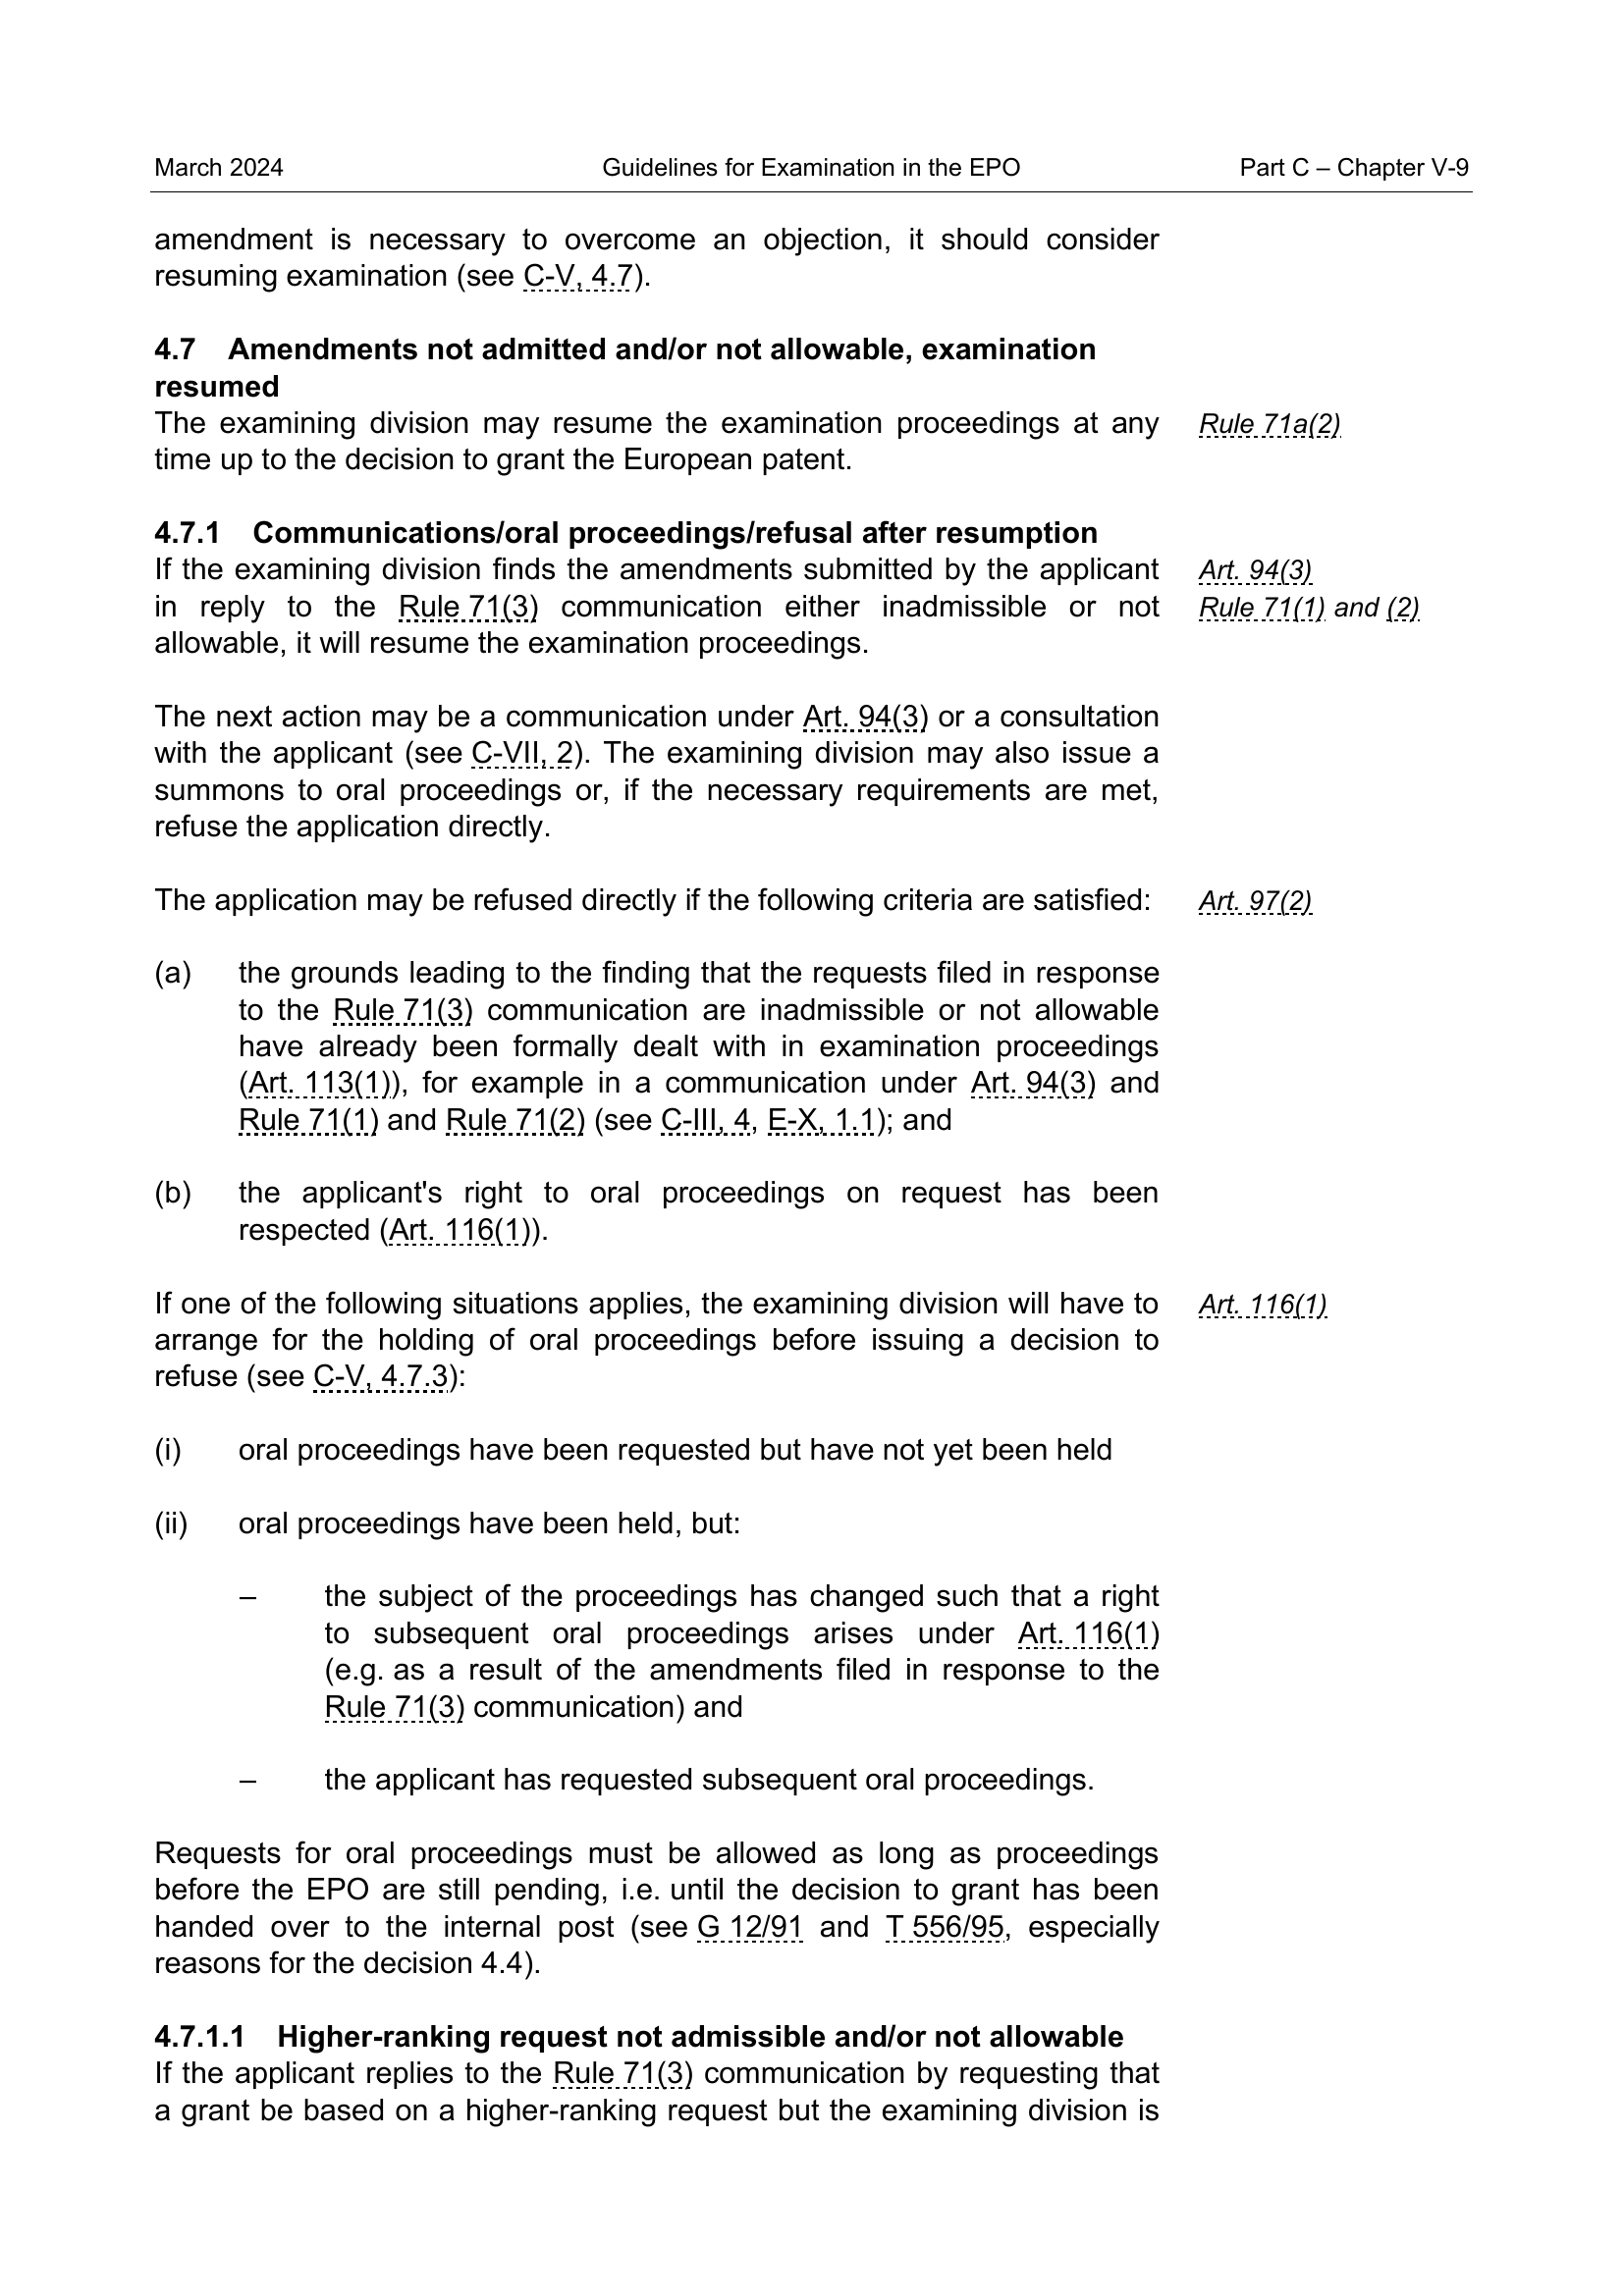 March 2024 Guidelines for Examination in the EPO Part C – Chapter V-9
amendment is necessary to overcome an objection, it should consider
resuming examination (see C-V, 4.7).
4.7 Amendments not admitted and/or not allowable, examination
resumed
The examining division may resume the examination proceedings at any Rule 71a(2)
time up to the decision to grant the European patent.
4.7.1 Communications/oral proceedings/refusal after resumption
If the examining division finds the amendments submitted by the applicant Art. 94(3)
in reply to the Rule 71(3) communication either inadmissible or not Rule 71(1) and (2)
allowable, it will resume the examination proceedings.
The next action may be a communication under Art. 94(3) or a consultation
with the applicant (see C-VII, 2). The examining division may also issue a
summons to oral proceedings or, if the necessary requirements are met,
refuse the application directly.
The application may be refused directly if the following criteria are satisfied: Art. 97(2)
(a) the grounds leading to the finding that the requests filed in response
to the Rule 71(3) communication are inadmissible or not allowable
have already been formally dealt with in examination proceedings
(Art. 113(1)), for example in a communication under Art. 94(3) and
Rule 71(1) and Rule 71(2) (see C-III, 4, E-X, 1.1); and
(b) the applicant's right to oral proceedings on request has been
respected (Art. 116(1)).
If one of the following situations applies, the examining division will have to Art. 116(1)
arrange for the holding of oral proceedings before issuing a decision to
refuse (see C-V, 4.7.3):
(i) oral proceedings have been requested but have not yet been held
(ii) oral proceedings have been held, but:
– the subject of the proceedings has changed such that a right
to subsequent oral proceedings arises under Art. 116(1)
(e.g. as a result of the amendments filed in response to the
Rule 71(3) communication) and
– the applicant has requested subsequent oral proceedings.
Requests for oral proceedings must be allowed as long as proceedings
before the EPO are still pending, i.e. until the decision to grant has been
handed over to the internal post (see G 12/91 and T 556/95, especially
reasons for the decision 4.4).
4.7.1.1 Higher-ranking request not admissible and/or not allowable
If the applicant replies to the Rule 71(3) communication by requesting that
a grant be based on a higher-ranking request but the examining division is